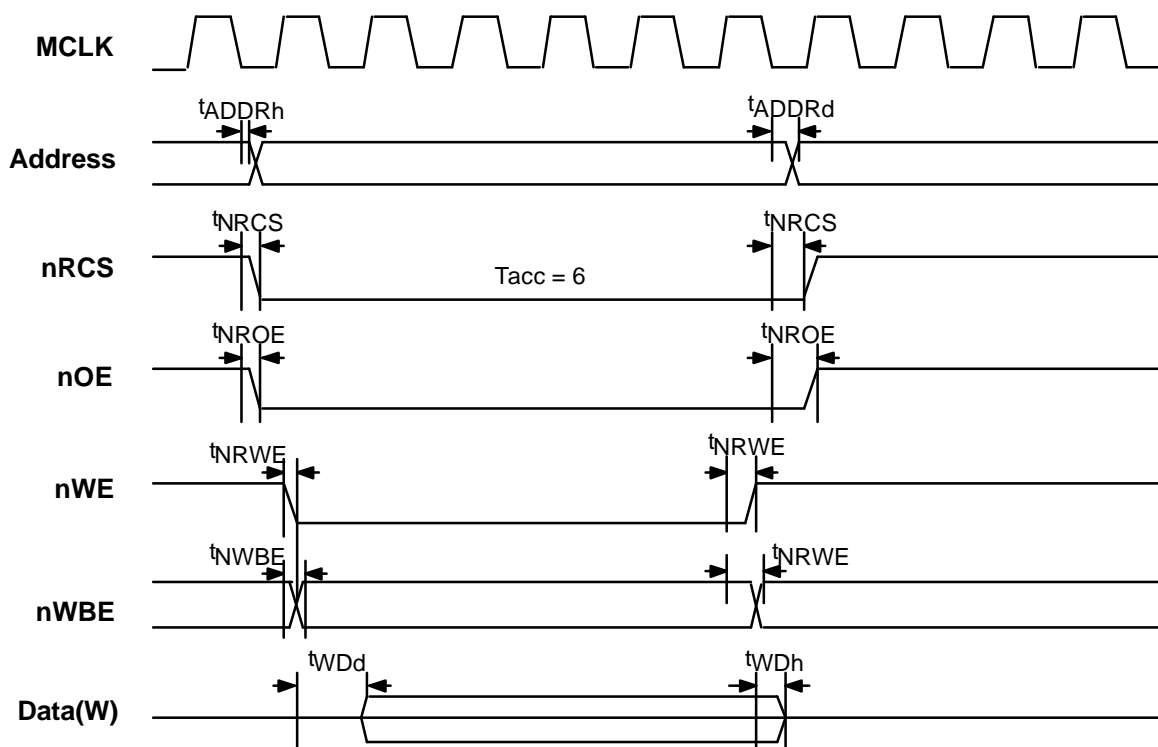 MCLK
tADDRh tADDRd
Address
tNRCS tNRCS
nRCS Tacc = 6
tNROE tNROE
nOE
tNRWE tNRWE
nWE
tNWBE tNRWE
nWBE
tWDd tWDh
Data(W)